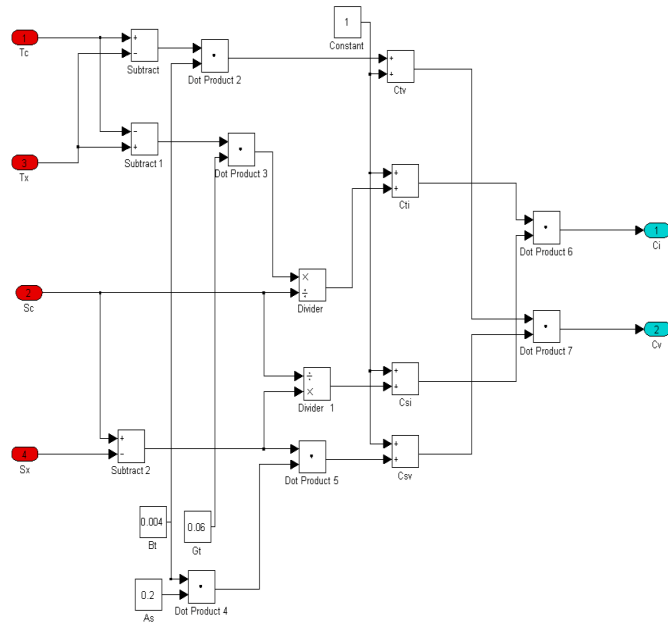 1
Constant
1
Tc
+
−
Subtract
Dot Product 2
+
+
Ctv
−
+
Subtract 1
3
Tx
Dot Product 3
+
+
Cti
Dot Product 6
1
Ci
2
Sc
×
÷
Divider
Dot Product 7
2
Cv
÷
×
Divider 1
+
+
Csi
+
−
Subtract 2
4
Sx
Dot Product 5
+
+
Csv
0.004
Bt
0.06
Gt
0.2
As
Dot Product 4